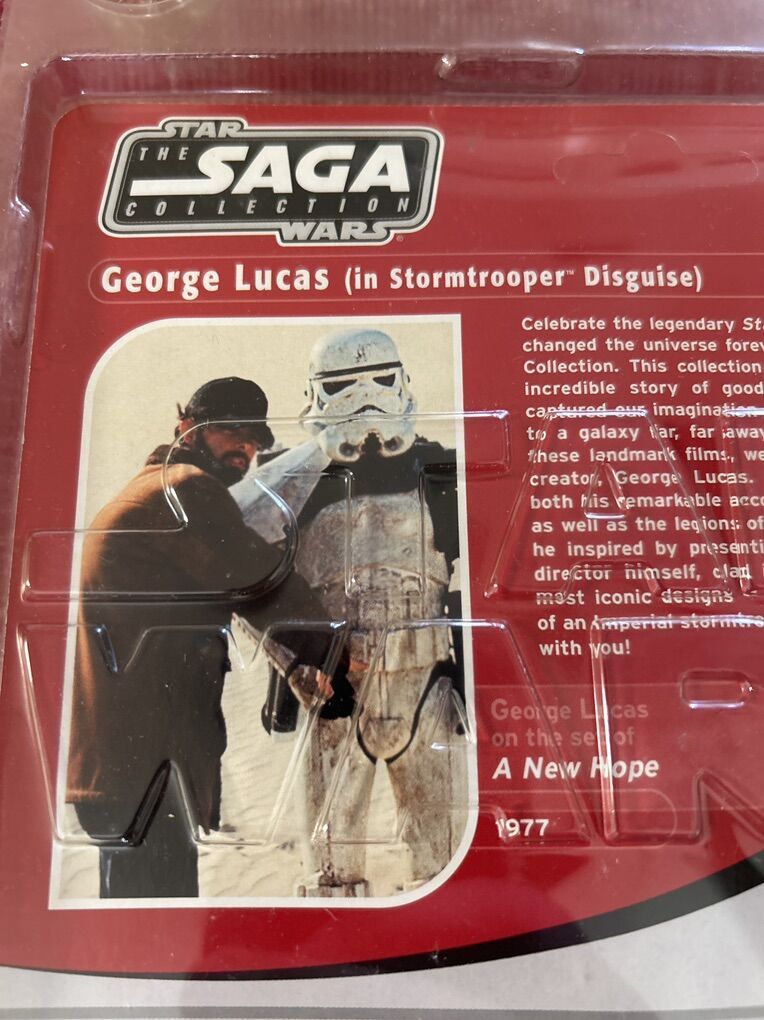 STAR
THE SAGA
COLLECTION
WARS
George Lucas (in Stormtrooper™ Disguise)
Celebrate the legendary
changed the universe
Collection. This collection
incredible story of good
captured our imagination
to a galaxy far, far away
these landmark films, we
creator, George Lucas.
both his remarkable
as well as the legions of
he inspired by
director himself, clad
most iconic designs
of an Imperial
with you!
George Lucas
on the set of
A New Hope
1977
STAR
WARS